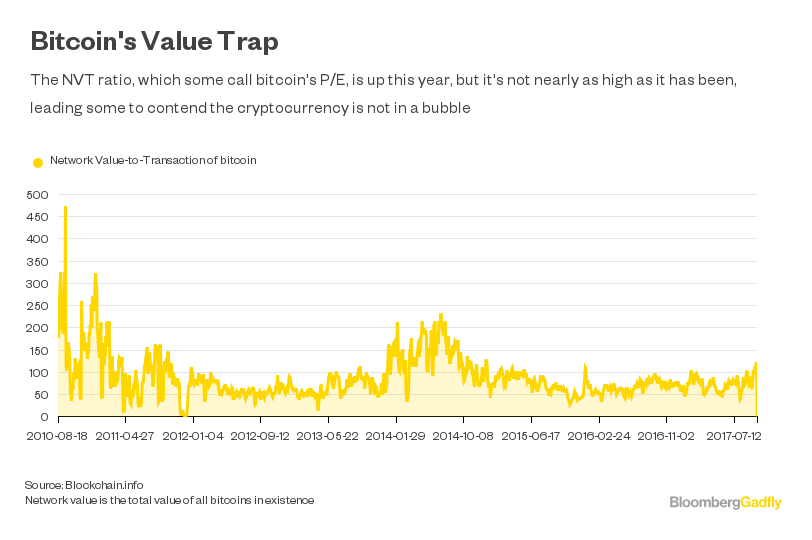 Bitcoin's Value Trap
The NVT ratio, which some call bitcoin's P/E, is up this year, but it's not nearly as high as it has been,
leading some to contend the cryptocurrency is not in a bubble
Network Value-to-Transaction of bitcoin
500
450
400
350
300
250
200
150
100
50
0
2010-08-18 2011-04-27 2012-01-04 2012-09-12 2013-05-22 2014-01-29 2014-10-08 2015-06-17 2016-02-24 2016-11-02 2017-07-12
Source: Blockchain.info
Network value is the total value of all bitcoins in existence
BloombergGadfly